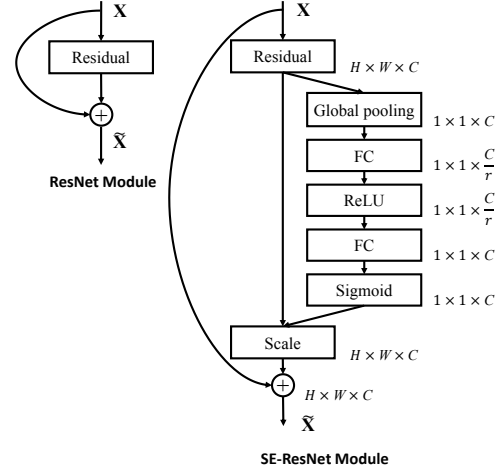 X
Residual
+
X̃
ResNet Module
X
Residual
H × W × C
Global pooling
1 × 1 × C
FC
1 × 1 × C/r
ReLU
1 × 1 × C/r
FC
1 × 1 × C
Sigmoid
1 × 1 × C
Scale
H × W × C
+
H × W × C
X̃
SE-ResNet Module